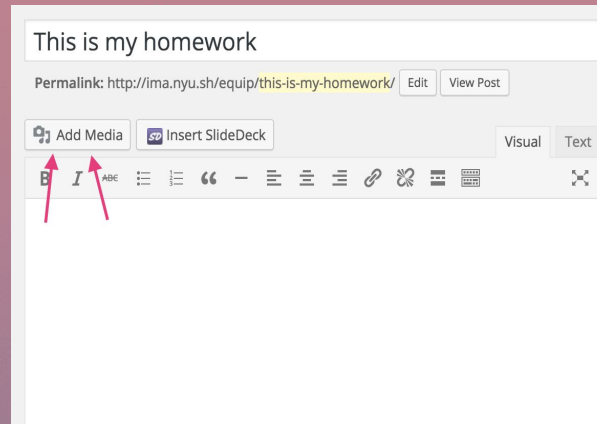 This is my homework
Permalink: http://ima.nyu.sh/equip/this-is-my-homework/ Edit View Post
Add Media SD Insert SlideDeck Visual Text
B I ABC